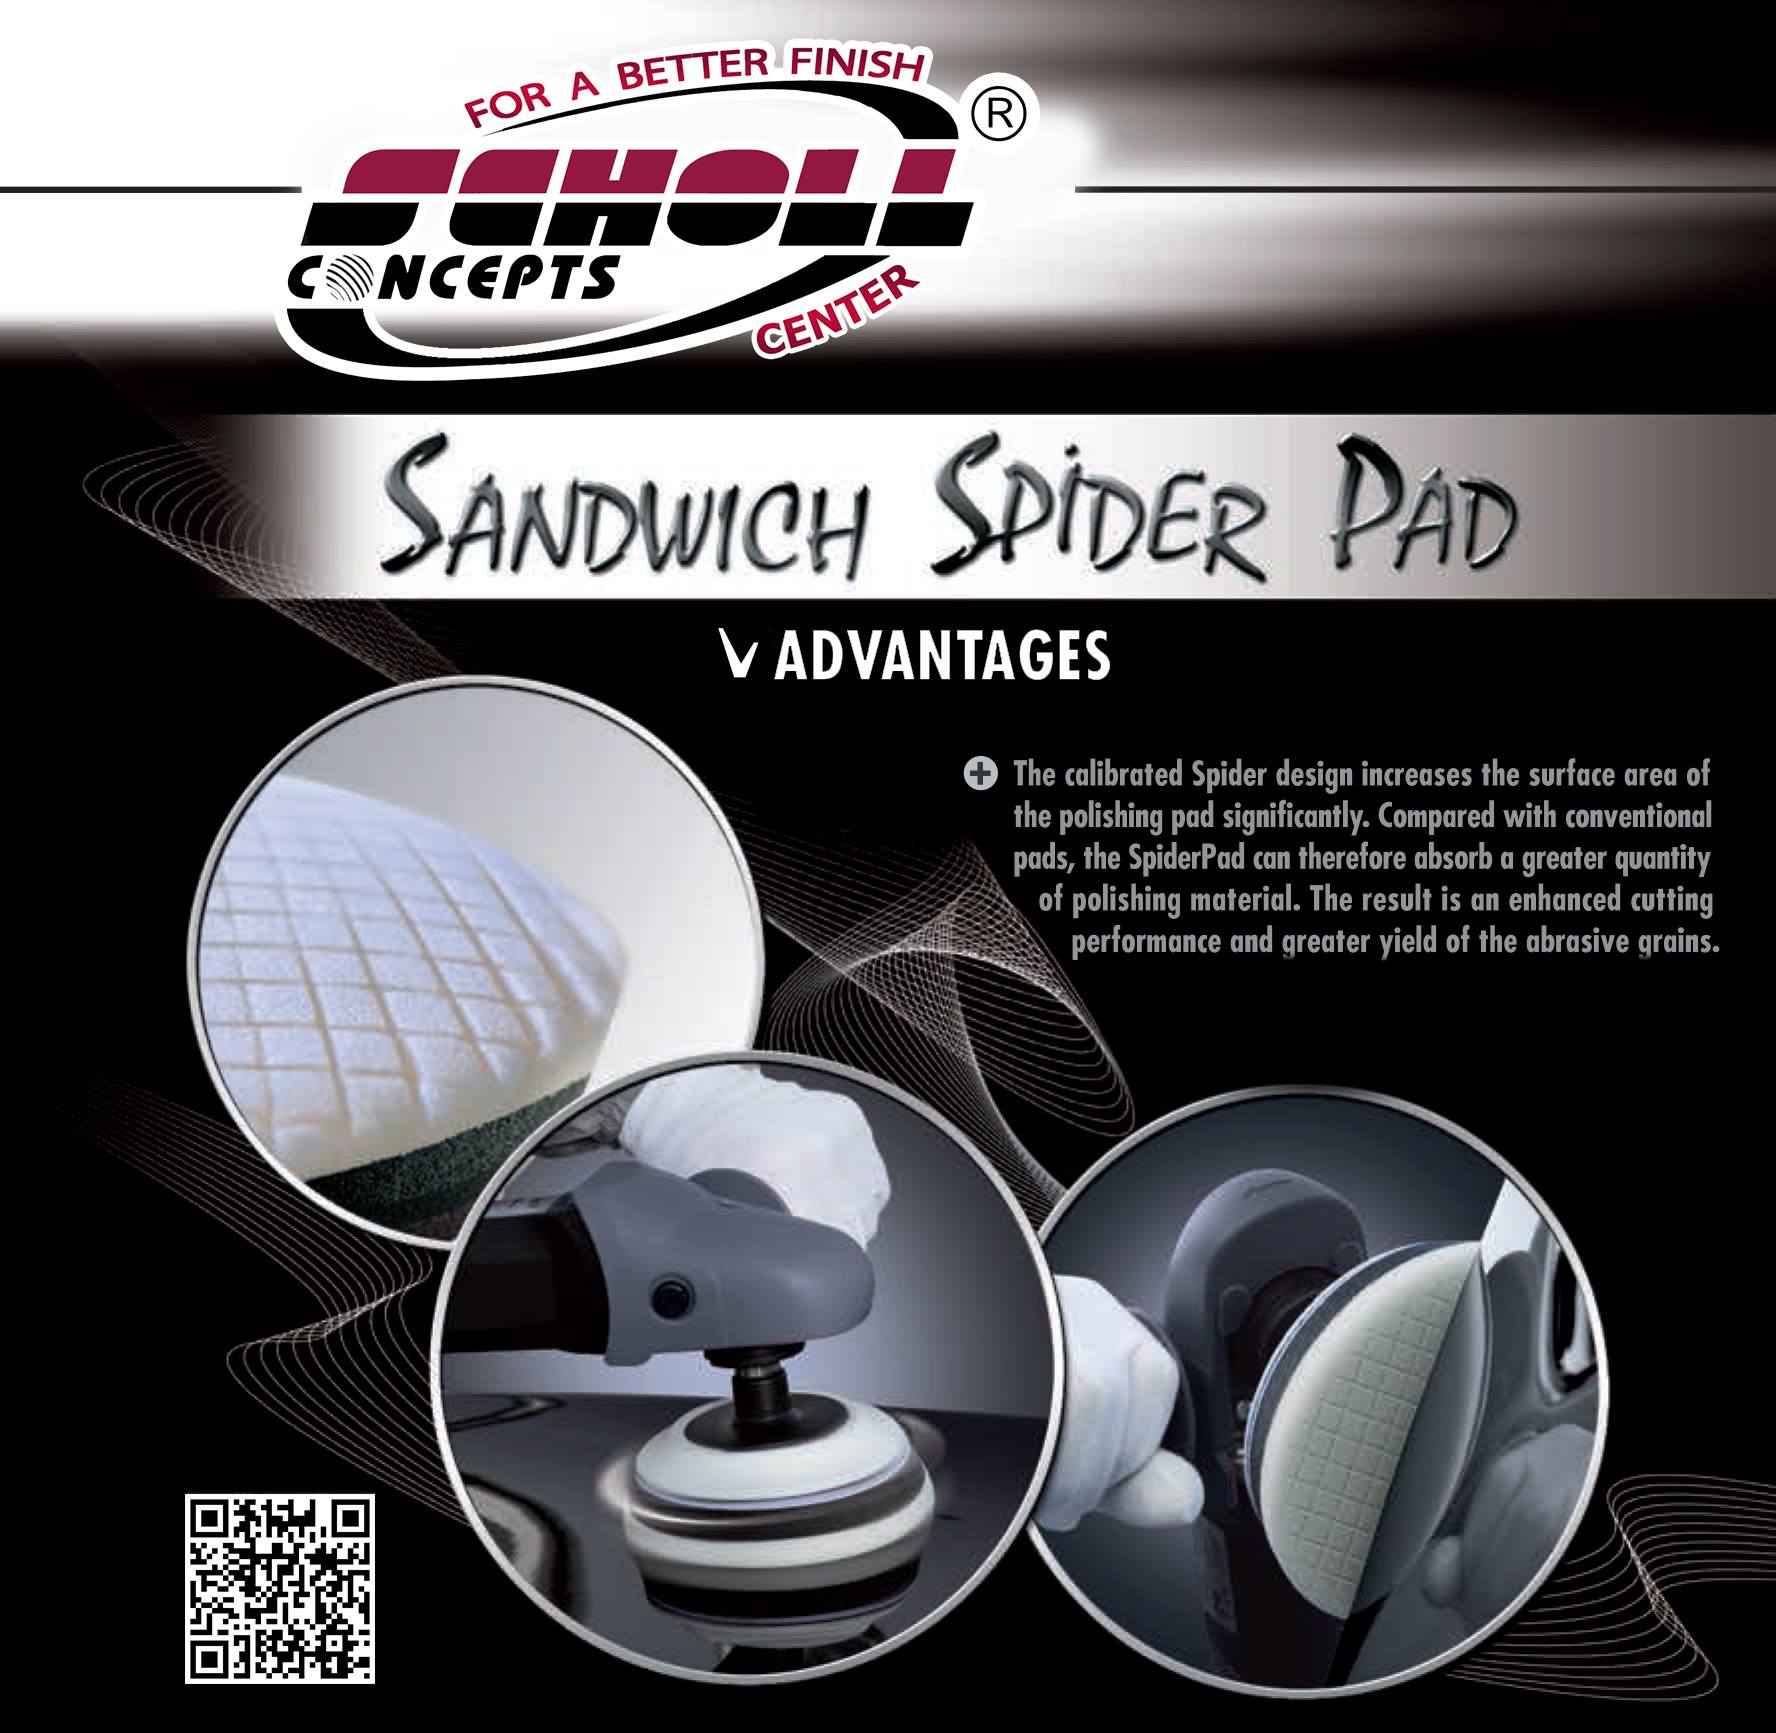 FOR A BETTER FINISH
®
SCHOLL
CONCEPTS
CENTER
SANDWICH SPIDER PAD
ADVANTAGES
The calibrated Spider design increases the surface area of
the polishing pad significantly. Compared with conventional
pads, the SpiderPad can therefore absorb a greater quantity
of polishing material. The result is an enhanced cutting
performance and greater yield of the abrasive grains.